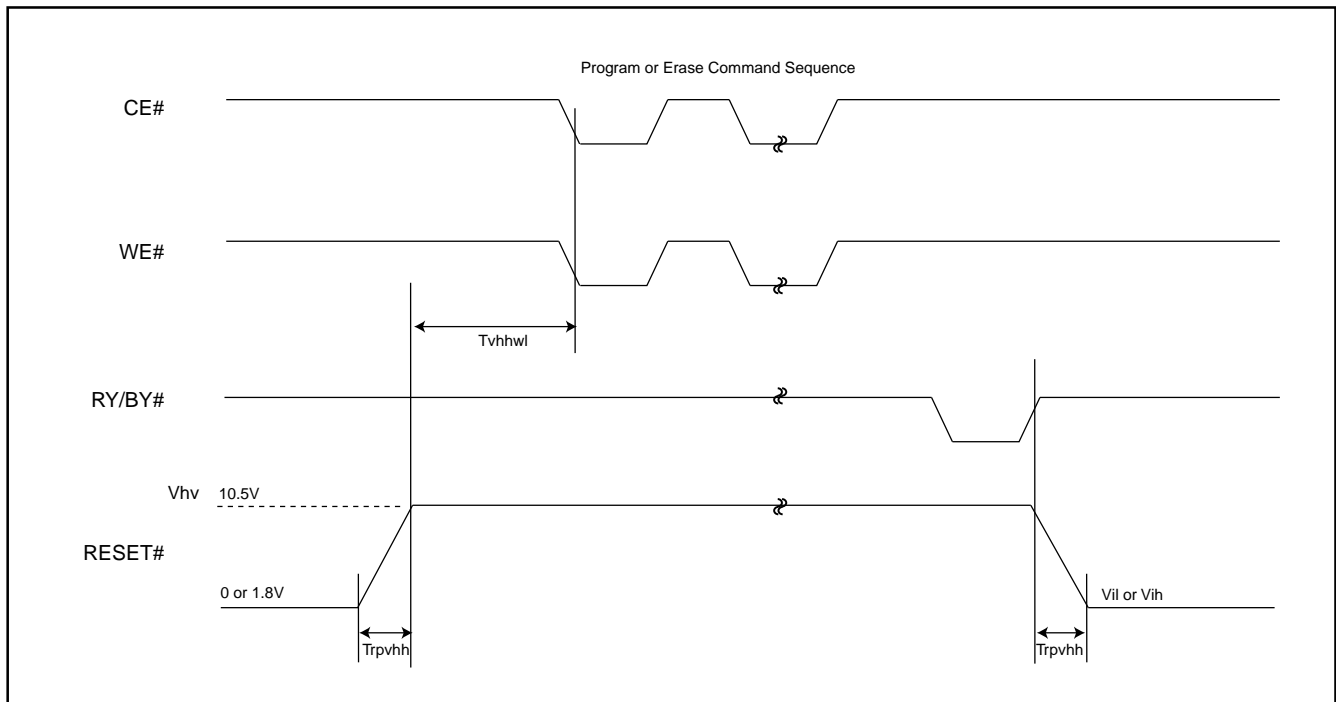 Program or Erase Command Sequence
CE#
WE#
Tvhhwl
RY/BY#
Vhv 10.5V
RESET#
0 or 1.8V
Vil or Vih
Trpvhh
Trpvhh